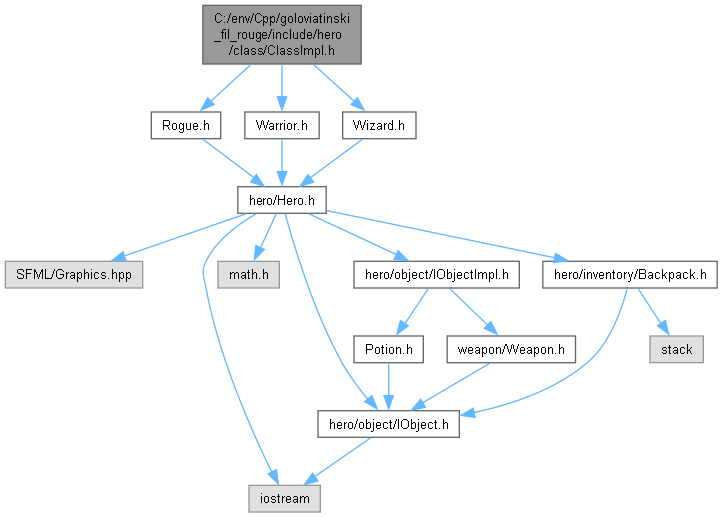 C:/env/Cpp/goloviatinski
_fil_rouge/include/hero
/class/ClassImpl.h
Rogue.h
Warrior.h
Wizard.h
hero/Hero.h
SFML/Graphics.hpp
math.h
hero/object/IObjectImpl.h
hero/inventory/Backpack.h
Potion.h
weapon/Weapon.h
stack
hero/object/IObject.h
iostream